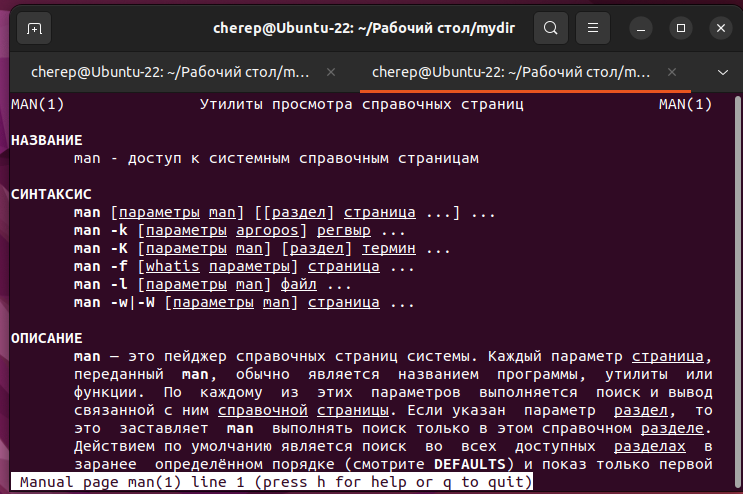 cherep@Ubuntu-22: ~/Рабочий стол/mydir
cherep@Ubuntu-22: ~/Рабочий стол/m...
cherep@Ubuntu-22: ~/Рабочий стол/m...
MAN(1) Утилиты просмотра справочных страниц MAN(1)
НАЗВАНИЕ
man - доступ к системным справочным страницам
СИНТАКСИС
man [параметры man] [[раздел] страница ...] ...
man -k [параметры apropos] регвыр ...
man -K [параметры man] [раздел] термин ...
man -f [whatis параметры] страница ...
man -l [параметры man] файл ...
man -w|-W [параметры man] страница ...
ОПИСАНИЕ
man — это пейджер справочных страниц системы. Каждый параметр страница,
переданный man, обычно является названием программы, утилиты или
функции. По каждому из этих параметров выполняется поиск и вывод
связанной с ним справочной страницы. Если указан параметр раздел, то
это заставляет man выполнять поиск только в этом справочном разделе.
Действием по умолчанию является поиск во всех доступных разделах в
заранее определённом порядке (смотрите DEFAULTS) и показ только первой
Manual page man(1) line 1 (press h for help or q to quit)